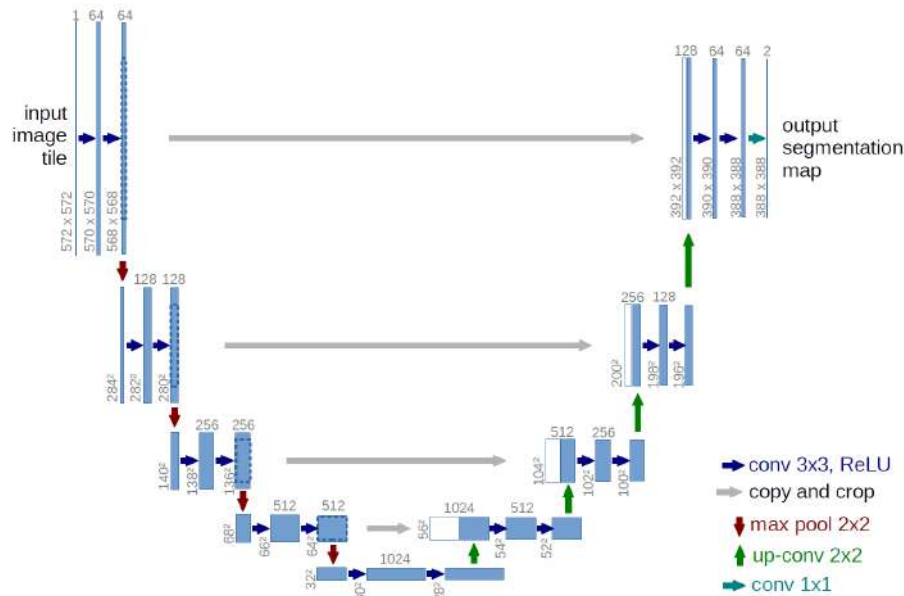 1 64 64
128 64 64 2
input
image
tile
output
segmentation
map
572 x 572
570 x 570
568 x 568
392 x 392
390 x 390
388 x 388
388 x 388
128 128
256 128
284²
282²
280²
200²
198²
196²
256 256
512 256
140²
138²
136²
104²
102²
100²
conv 3x3, ReLU
copy and crop
max pool 2x2
up-conv 2x2
conv 1x1
512 512
1024 512
68²
66²
64²
56²
54²
52²
1024
32²